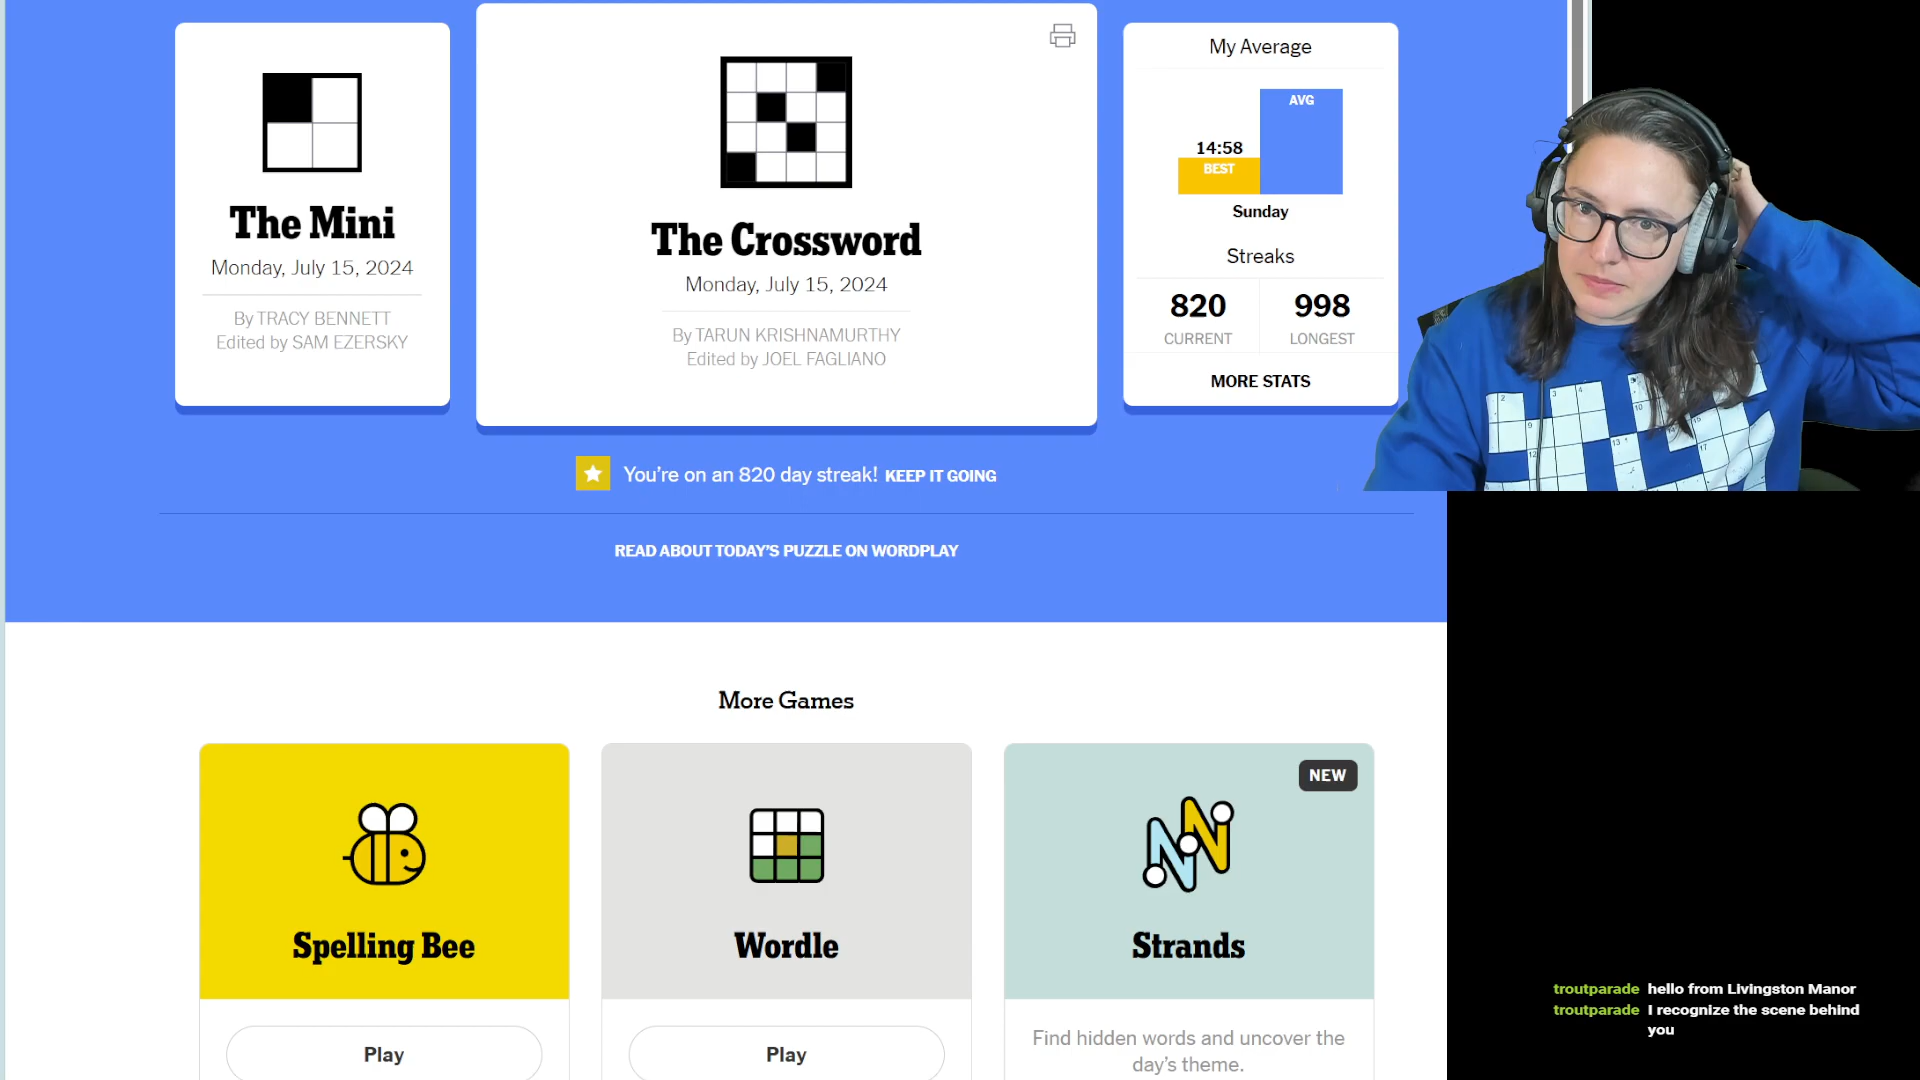 The Mini
Monday, July 15, 2024
By TRACY BENNETT
Edited by SAM EZERSKY
The Crossword
Monday, July 15, 2024
By TARUN KRISHNAMURTHY
Edited by JOEL FAGLIANO
My Average
AVG
14:58
BEST
Sunday
Streaks
820
998
CURRENT
LONGEST
MORE STATS
You're on an 820 day streak! KEEP IT GOING
READ ABOUT TODAY'S PUZZLE ON WORDPLAY
More Games
Spelling Bee
Play
Wordle
Play
NEW
Strands
Find hidden words and uncover the
day's theme.
troutparade hello from Livingston Manor
troutparade I recognize the scene behind
you